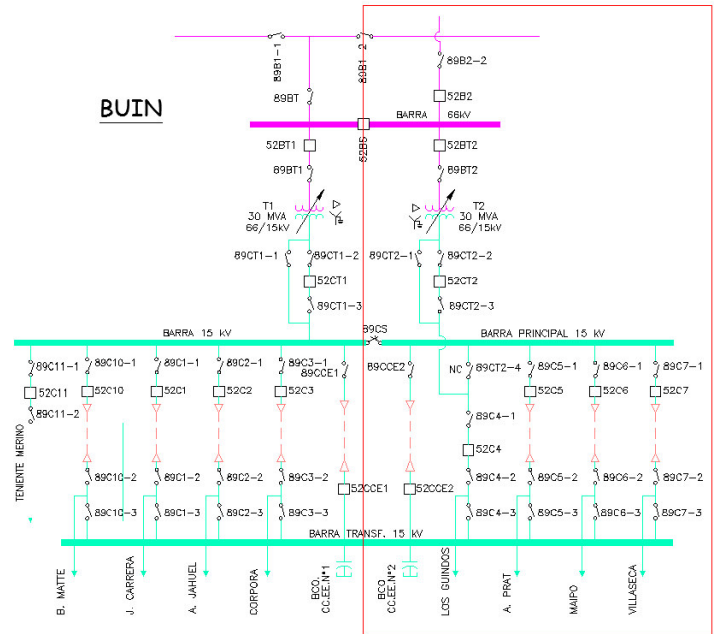 89B1-1
89B1-2
89B2-2
89BT
52B2
BUIN
BARRA 66kV
52BT1
52BS
52BT2
89BT1
89BT2
T1
30 MVA
66/15kV
T2
30 MVA
66/15kV
89CT1-1
89CT1-2
89CT2-1
89CT2-2
52CT1
52CT2
89CT1-3
89CT2-3
89CS
BARRA 15 kV
BARRA PRINCIPAL 15 kV
89C11-1
89C10-1
89C1-1
89C2-1
89C3-1
89CCE1
89CCE2
NC
89CT2-4
89C5-1
89C6-1
89C7-1
52C11
52C10
52C1
52C2
52C3
52C5
52C6
52C7
89C11-2
89C4-1
52C4
TENIENTE MERINO
89C10-2
89C1-2
89C2-2
89C3-2
52CCE1
52CCE2
89C4-2
89C5-2
89C6-2
89C7-2
89C10-3
89C1-3
89C2-3
89C3-3
89C4-3
89C5-3
89C6-3
89C7-3
BARRA TRANSF. 15 kV
B. MATTE
J. CARRERA
A. JAHUEL
CORPORA
BCO.
CC.EE.N°1
BCO
CC.EE.N°2
LOS GUINDOS
A. PRAT
MAIPO
VILLASECA